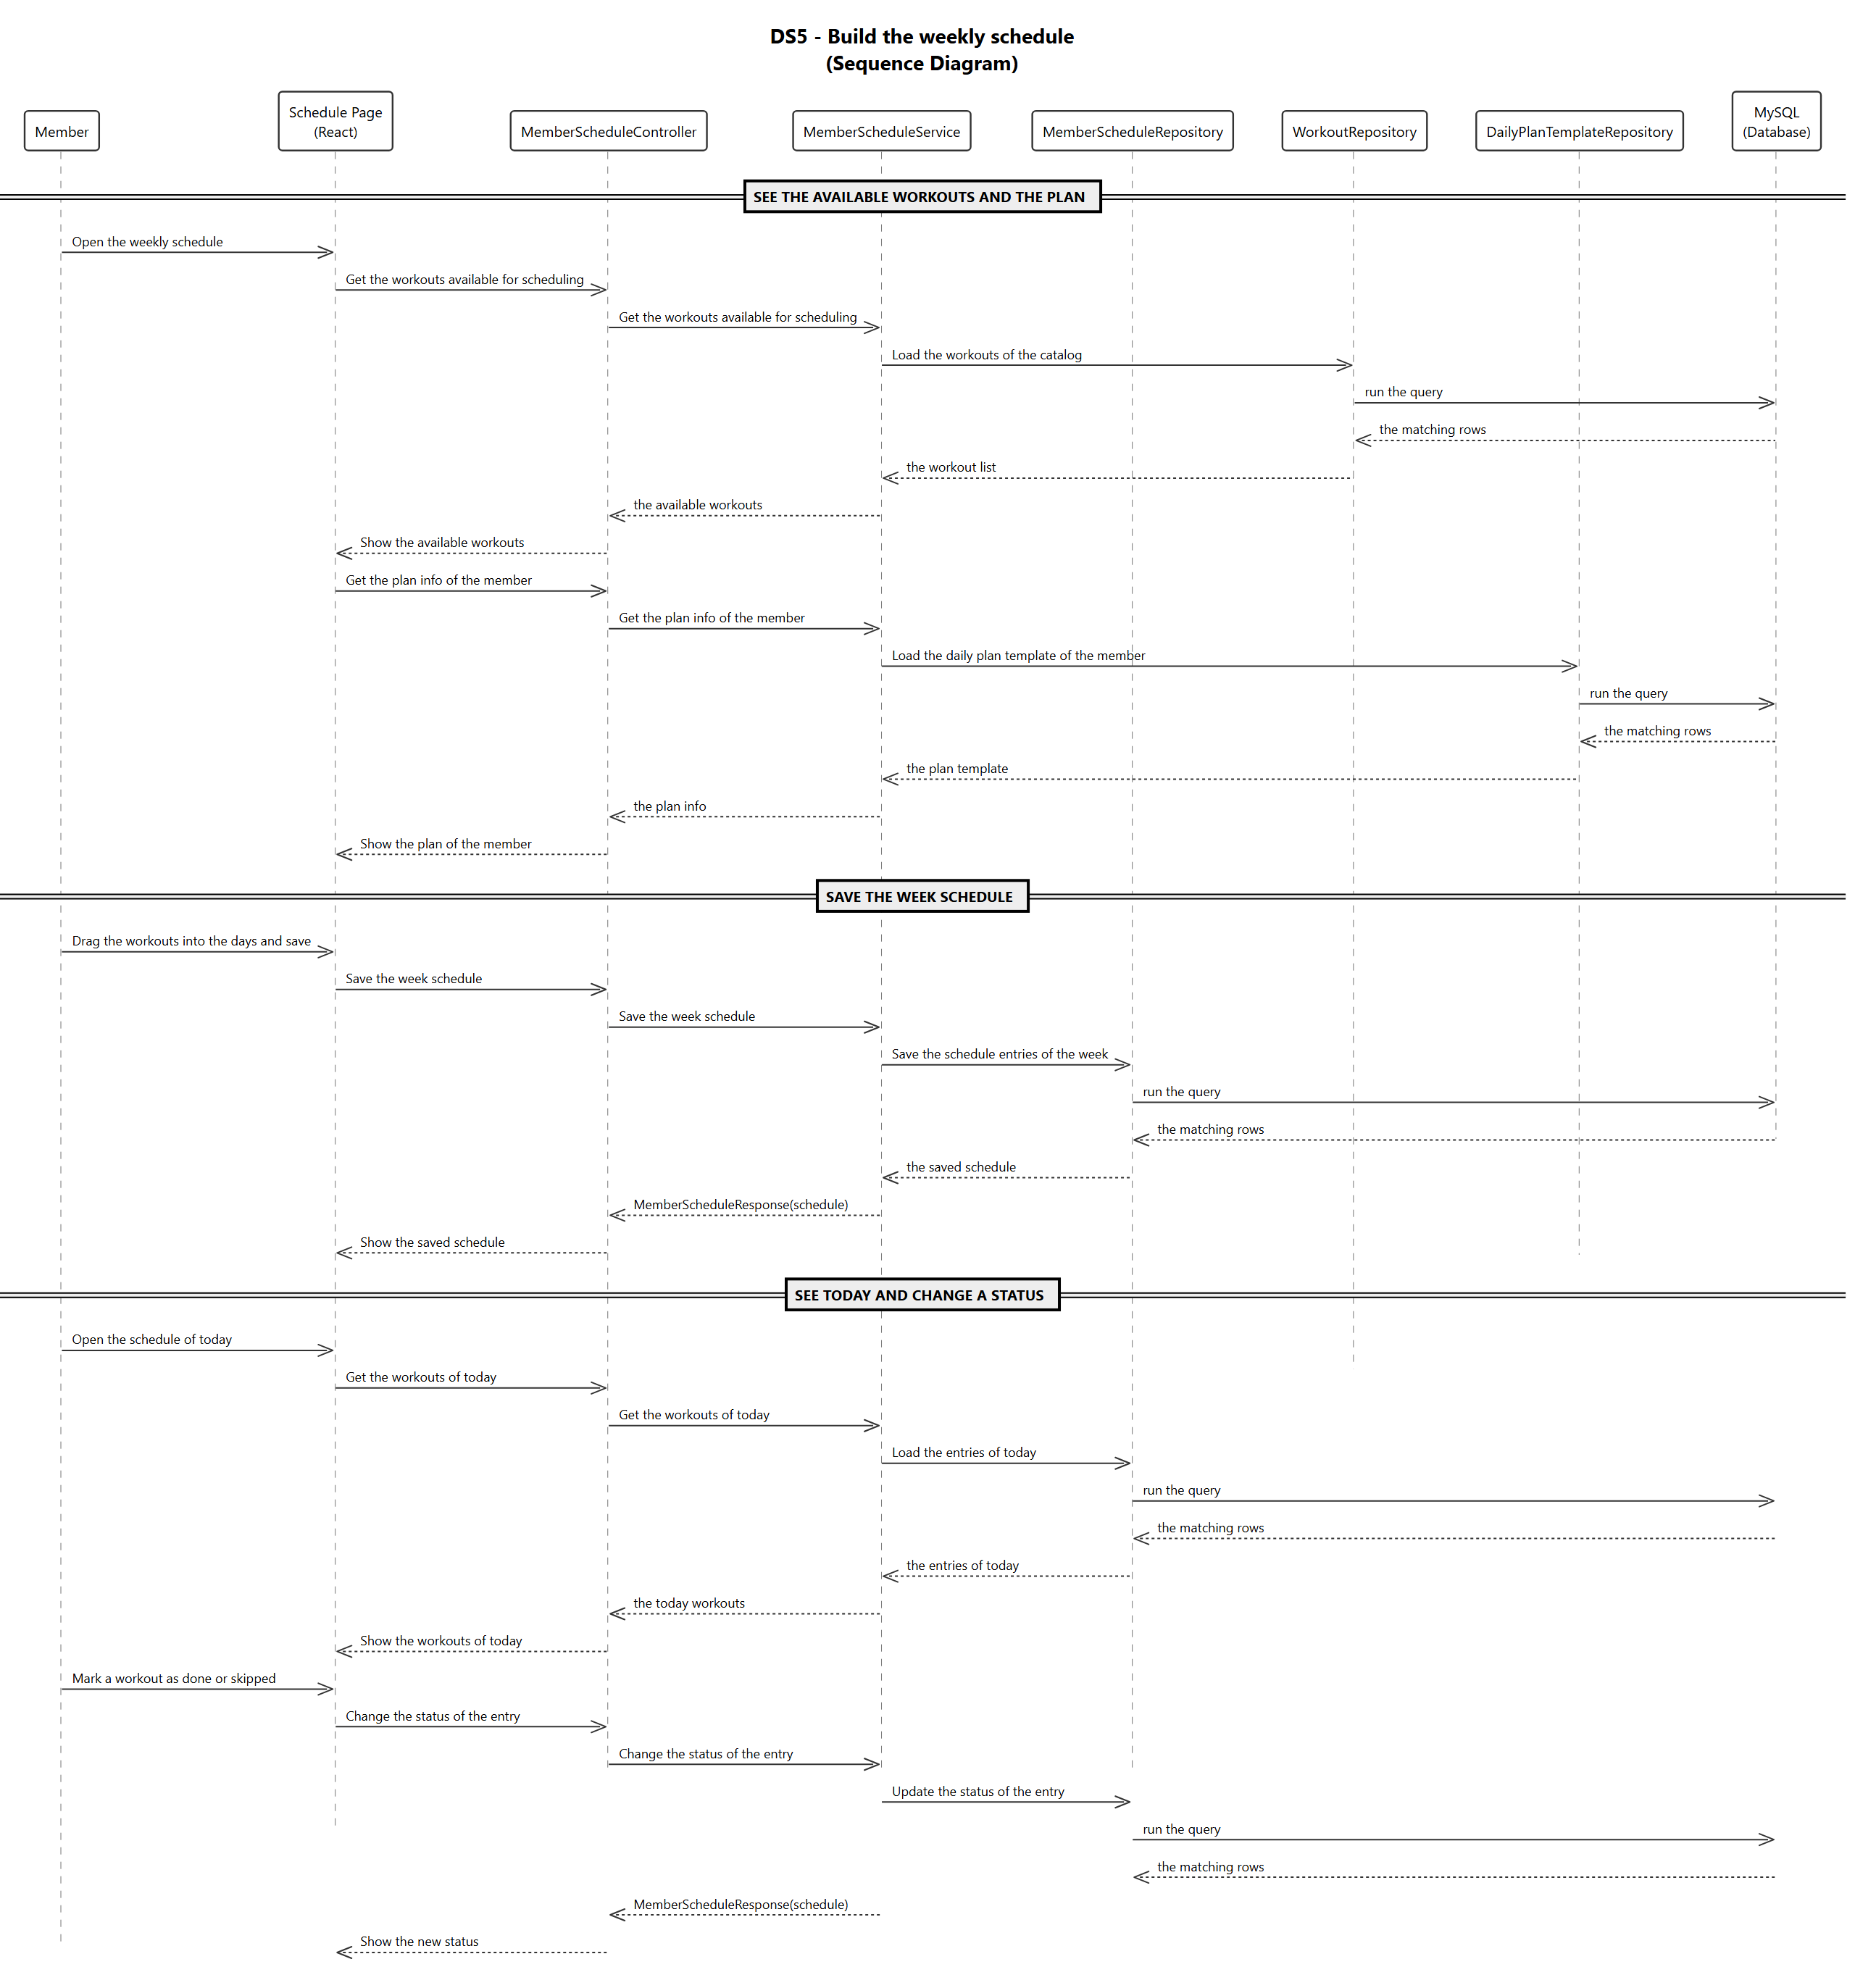 DS5 - Build the weekly schedule
(Sequence Diagram)
Member
Schedule Page
(React)
MemberScheduleController
MemberScheduleService
MemberScheduleRepository
WorkoutRepository
DailyPlanTemplateRepository
MySQL
(Database)
SEE THE AVAILABLE WORKOUTS AND THE PLAN
Open the weekly schedule
Get the workouts available for scheduling
Get the workouts available for scheduling
Load the workouts of the catalog
run the query
the matching rows
the workout list
the available workouts
Show the available workouts
Get the plan info of the member
Get the plan info of the member
Load the daily plan template of the member
run the query
the matching rows
the plan template
the plan info
Show the plan of the member
SAVE THE WEEK SCHEDULE
Drag the workouts into the days and save
Save the week schedule
Save the week schedule
Save the schedule entries of the week
run the query
the matching rows
the saved schedule
MemberScheduleResponse(schedule)
Show the saved schedule
SEE TODAY AND CHANGE A STATUS
Open the schedule of today
Get the workouts of today
Get the workouts of today
Load the entries of today
run the query
the matching rows
the entries of today
the today workouts
Show the workouts of today
Mark a workout as done or skipped
Change the status of the entry
Change the status of the entry
Update the status of the entry
run the query
the matching rows
MemberScheduleResponse(schedule)
Show the new status